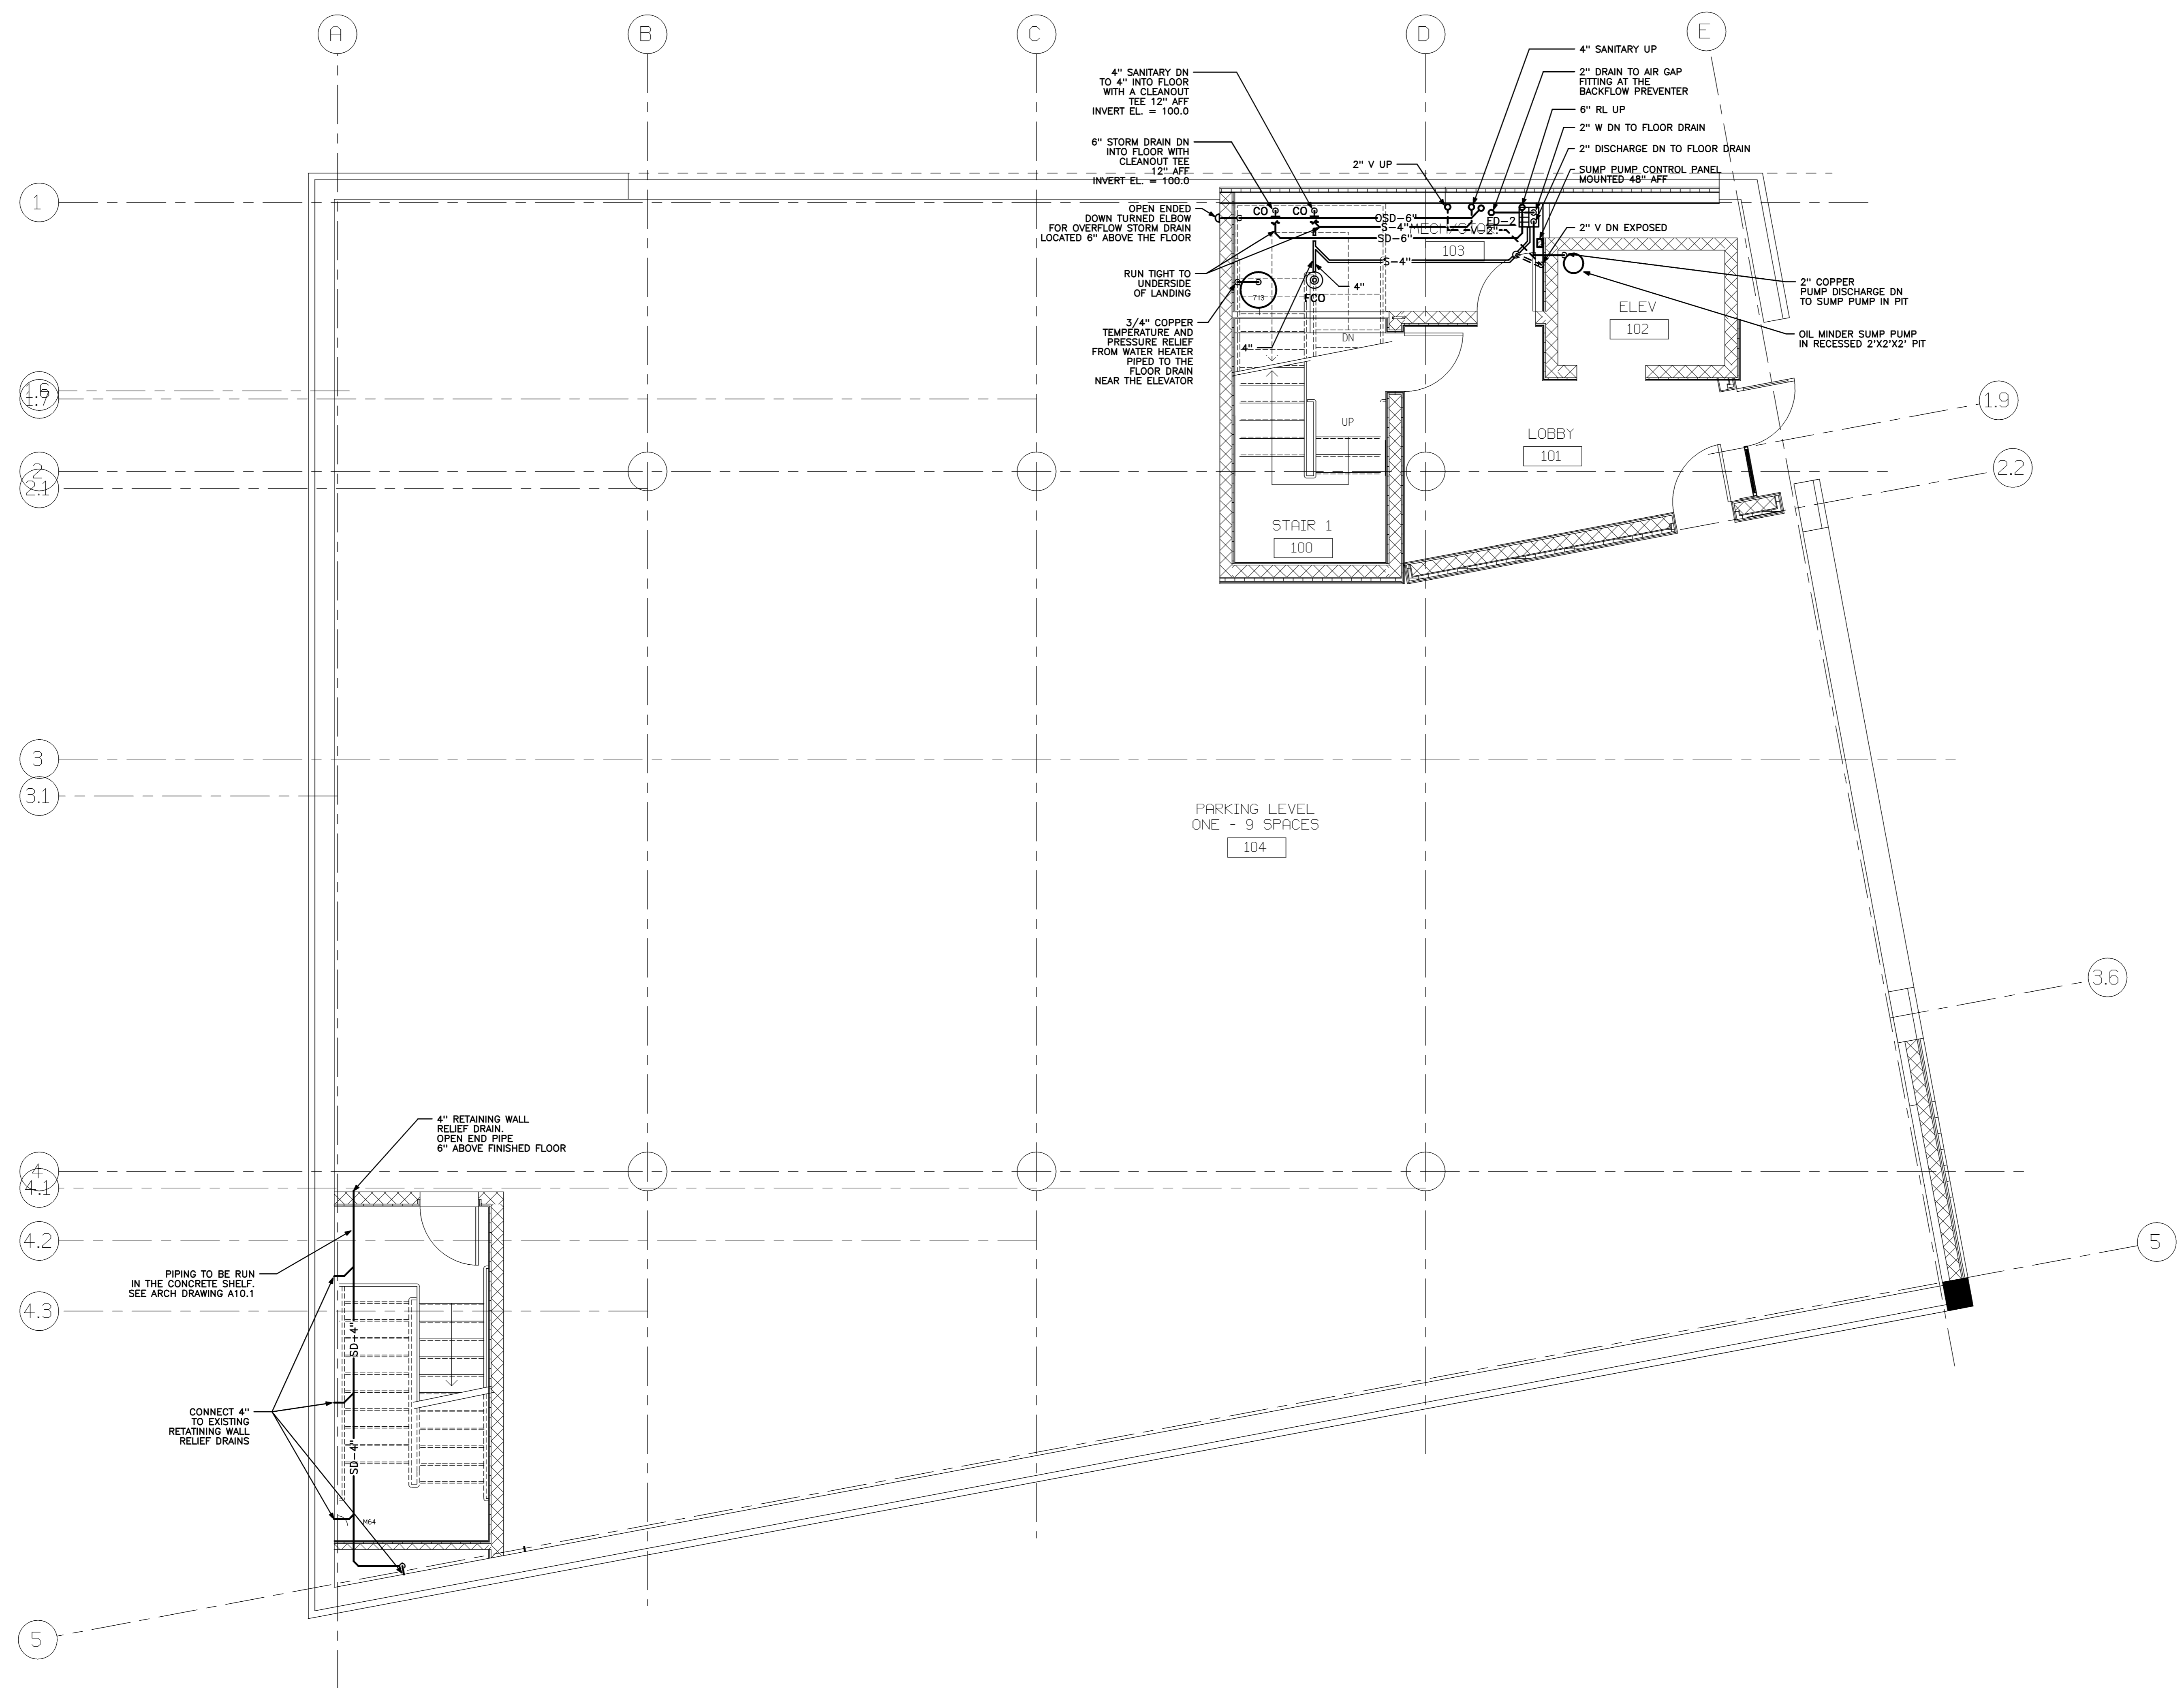 A
B
C
D
E
4" SANITARY UP
4" SANITARY DN
TO 4" INTO FLOOR
WITH A CLEANOUT
TEE 12" AFF
INVERT EL. = 100.0
2" DRAIN TO AIR GAP
FITTING AT THE
BACKFLOW PREVENTER
6" RL UP
2" W DN TO FLOOR DRAIN
6" STORM DRAIN DN
INTO FLOOR WITH
CLEANOUT TEE
12" AFF
INVERT EL. = 100.0
2" DISCHARGE DN TO FLOOR DRAIN
2" V UP
SUMP PUMP CONTROL PANEL
MOUNTED 48" AFF
1
OPEN ENDED
DOWN TURNED ELBOW
FOR OVERFLOW STORM DRAIN
LOCATED 6" ABOVE THE FLOOR
CO
CO
OSD-6"
S-4"
SD-6"
V-2"
FD-2
103
S-4"
2" V DN EXPOSED
RUN TIGHT TO
UNDERSIDE
OF LANDING
4"
FCO
713
2" COPPER
PUMP DISCHARGE DN
TO SUMP PUMP IN PIT
ELEV
102
3/4" COPPER
TEMPERATURE AND
PRESSURE RELIEF
FROM WATER HEATER
PIPED TO THE
FLOOR DRAIN
NEAR THE ELEVATOR
4"
DN
OIL MINDER SUMP PUMP
IN RECESSED 2'X2'X2' PIT
1.6
1.7
1.9
UP
LOBBY
101
2
2.1
2.2
STAIR 1
100
3
3.1
PARKING LEVEL
ONE - 9 SPACES
104
3.6
4" RETAINING WALL
RELIEF DRAIN.
OPEN END PIPE
6" ABOVE FINISHED FLOOR
4
4.1
4.2
5
PIPING TO BE RUN
IN THE CONCRETE SHELF.
SEE ARCH DRAWING A10.1
4.3
SD-4"
CONNECT 4"
TO EXISTING
RETATINING WALL
RELIEF DRAINS
SD-4"
M64
5